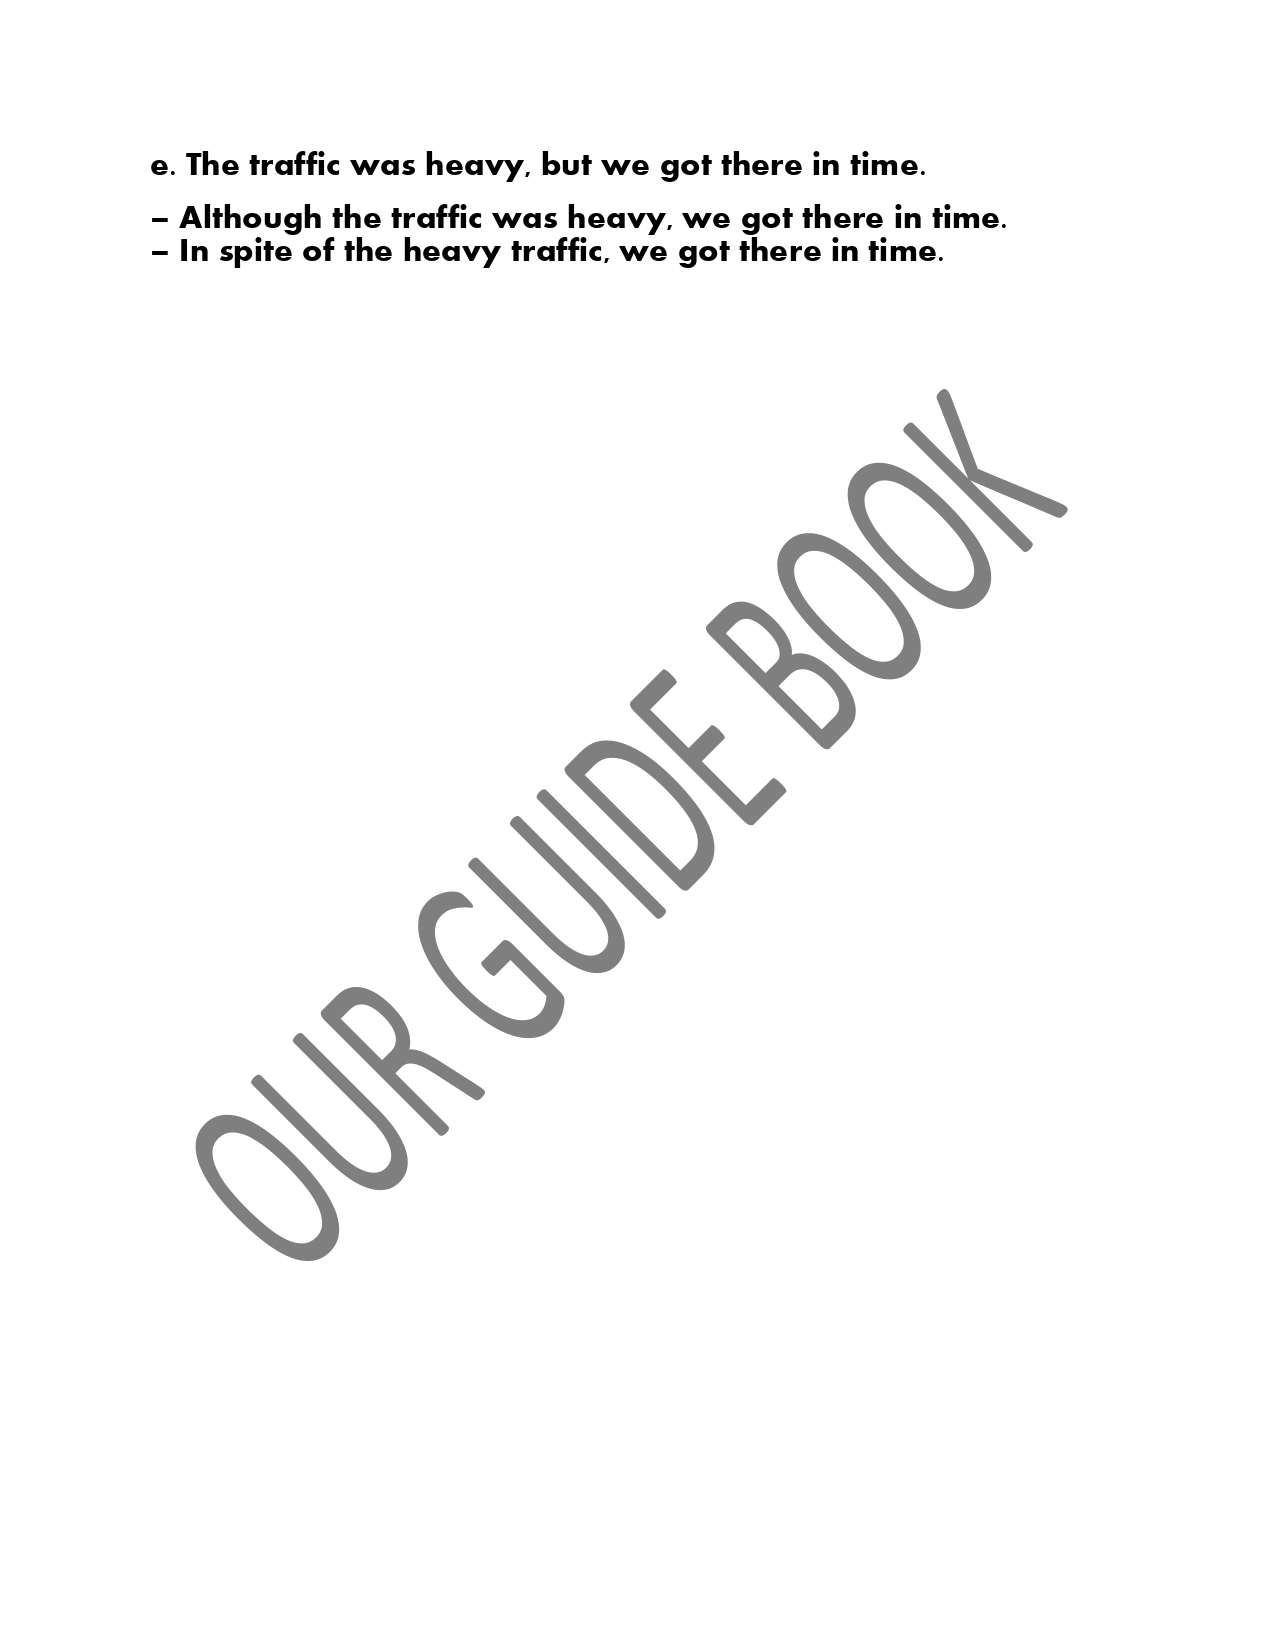 e. The traffic was heavy, but we got there in time.
– Although the traffic was heavy, we got there in time.
– In spite of the heavy traffic, we got there in time.
OUR GUIDE BOOK